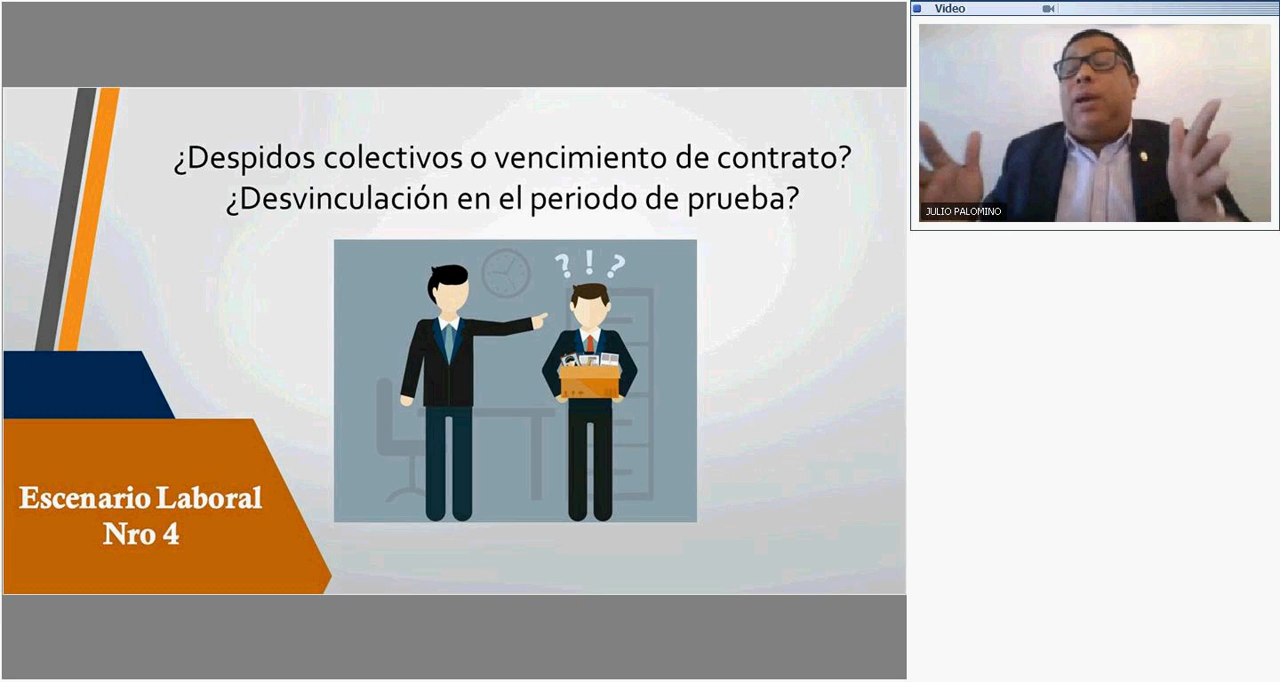 ¿Despidos colectivos o vencimiento de contrato?
¿Desvinculación en el periodo de prueba?
? ! ?
Escenario Laboral
Nro 4
Video
JULIO PALOMINO